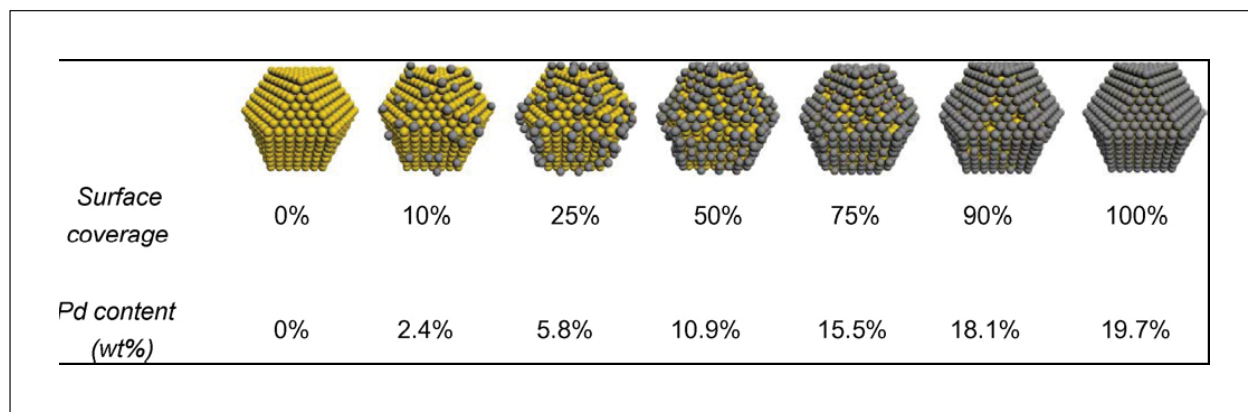 Surface
coverage
0% 10% 25% 50% 75% 90% 100%
Pd content
(wt%)
0% 2.4% 5.8% 10.9% 15.5% 18.1% 19.7%